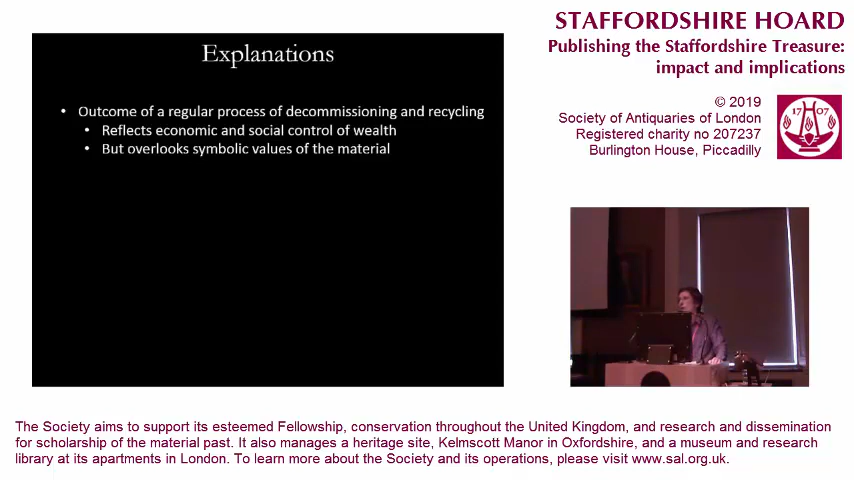 Explanations
• Outcome of a regular process of decommissioning and recycling
• Reflects economic and social control of wealth
• But overlooks symbolic values of the material
STAFFORDSHIRE HOARD
Publishing the Staffordshire Treasure:
impact and implications
© 2019
Society of Antiquaries of London
Registered charity no 207237
Burlington House, Piccadilly
17 07
The Society aims to support its esteemed Fellowship, conservation throughout the United Kingdom, and research and dissemination
for scholarship of the material past. It also manages a heritage site, Kelmscott Manor in Oxfordshire, and a museum and research
library at its apartments in London. To learn more about the Society and its operations, please visit www.sal.org.uk.